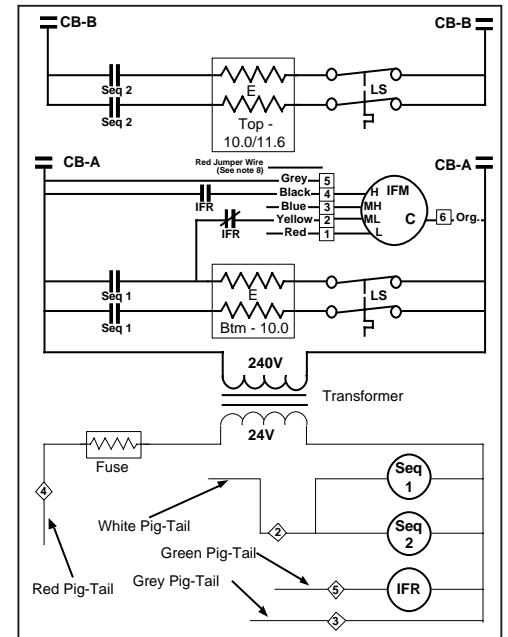 CB-B
CB-B
Seq 2
Seq 2
E
LS
Top -
10.0/11.6
CB-A
CB-A
Red Jumper Wire
(See note 8)
Grey 5
Black 4 H IFM
IFR
Blue 3 MH
Yellow 2 ML C 6 Org.
IFR
Red 1 L
Seq 1
Seq 1
E
LS
Btm - 10.0
240V
Transformer
24V
Fuse
Seq
1
4
White Pig-Tail
2
Seq
2
Green Pig-Tail
Red Pig-Tail
Grey Pig-Tail
5
IFR
3